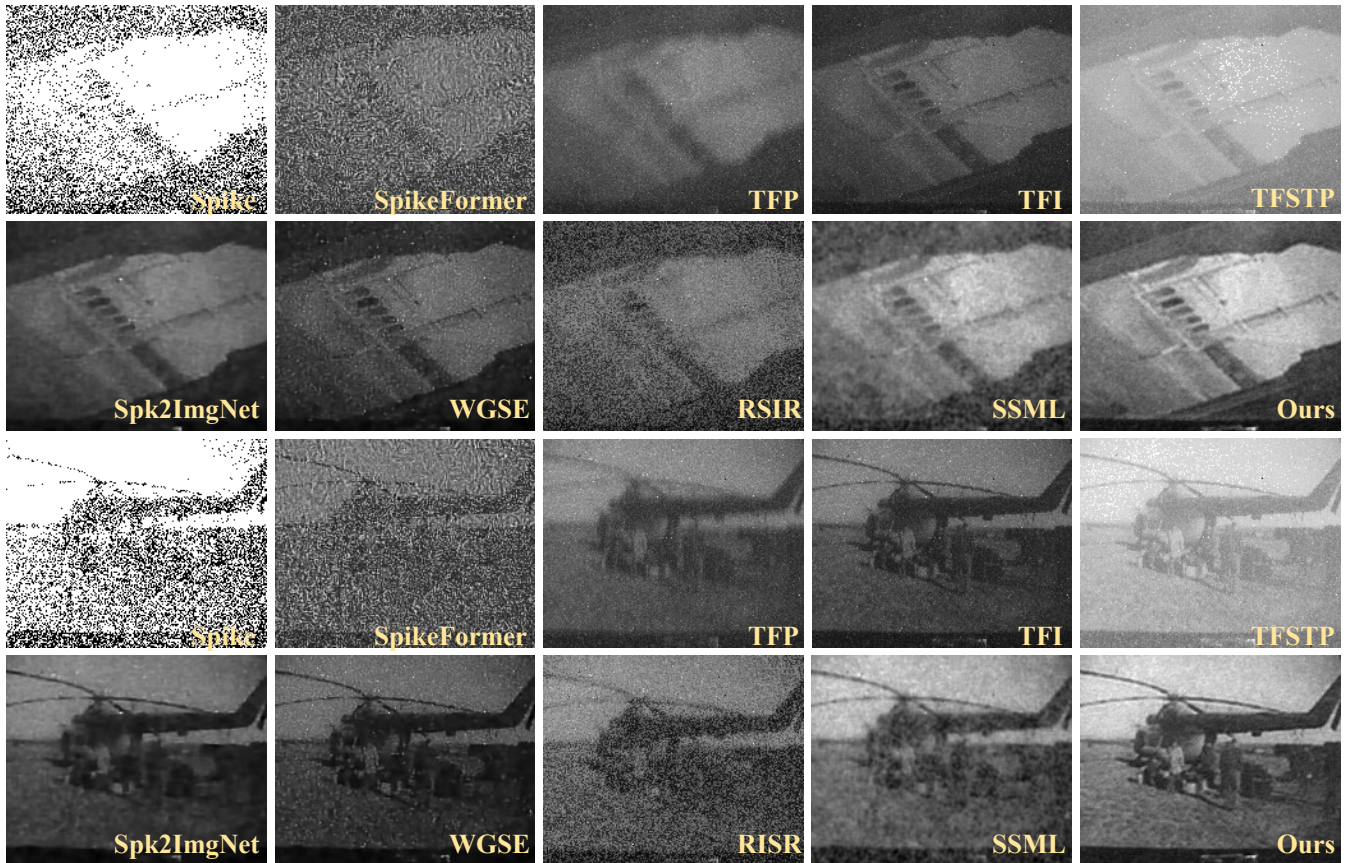 Spike
SpikeFormer
TFP
TFI
TFSTP
Spk2ImgNet
WGSE
RSIR
SSML
Ours
Spike
SpikeFormer
TFP
TFI
TFSTP
Spk2ImgNet
WGSE
RISR
SSML
Ours